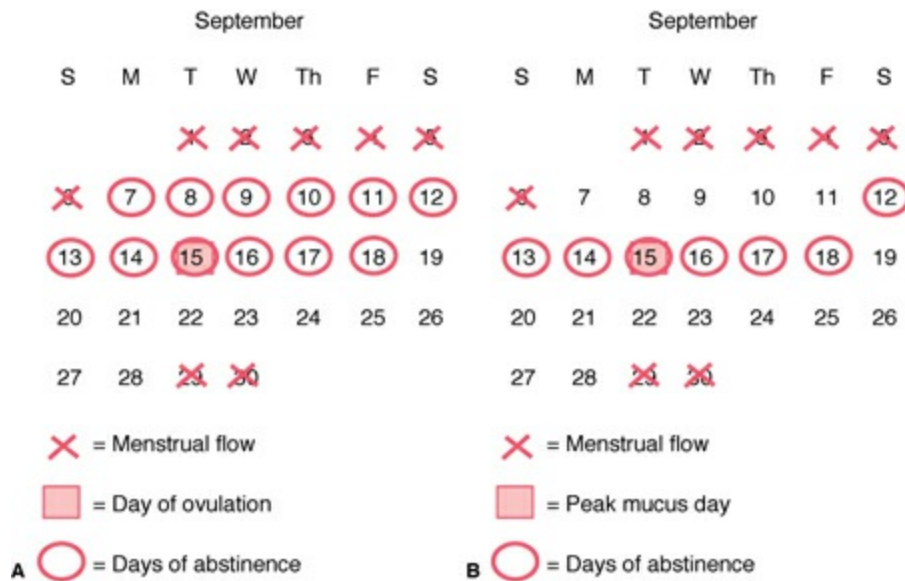 September
S M T W Th F S
1 2 3 4 5
6 7 8 9 10 11 12
13 14 15 16 17 18 19
20 21 22 23 24 25 26
27 28 29 30
= Menstrual flow
= Day of ovulation
A = Days of abstinence
September
S M T W Th F S
1 2 3 4 5
6 7 8 9 10 11 12
13 14 15 16 17 18 19
20 21 22 23 24 25 26
27 28 29 30
= Menstrual flow
= Peak mucus day
B = Days of abstinence